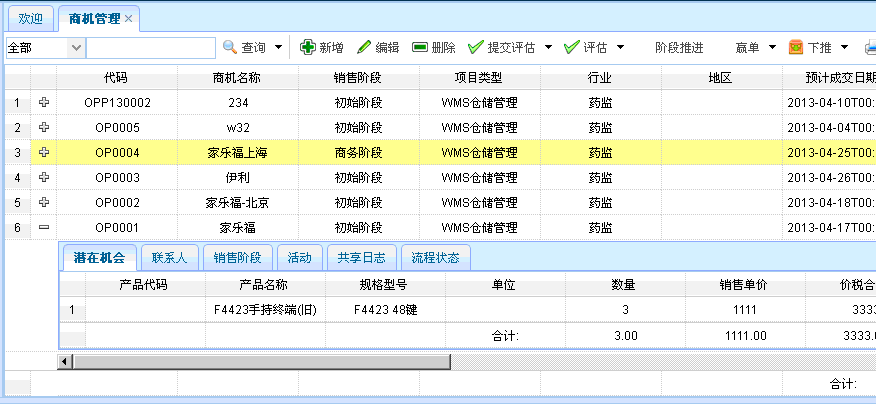 欢迎 商机管理
全部 查询 新增 编辑 删除 提交评估 评估 阶段推进 赢单 下推
代码 商机名称 销售阶段 项目类型 行业 地区 预计成交日期
1 OPP130002 234 初始阶段 WMS仓储管理 药监 2013-04-10T00:
2 OP0005 w32 初始阶段 WMS仓储管理 药监 2013-04-04T00:
3 OP0004 家乐福上海 商务阶段 WMS仓储管理 药监 2013-04-25T00:
4 OP0003 伊利 初始阶段 WMS仓储管理 药监 2013-04-26T00:
5 OP0002 家乐福-北京 初始阶段 WMS仓储管理 药监 2013-04-18T00:
6 OP0001 家乐福 初始阶段 WMS仓储管理 药监 2013-04-17T00:
潜在机会 联系人 销售阶段 活动 共享日志 流程状态
产品代码 产品名称 规格型号 单位 数量 销售单价 价税合
1 F4423手持终端(旧) F4423 48键 3 1111 3333
合计: 3.00 1111.00 3333.0
合计: